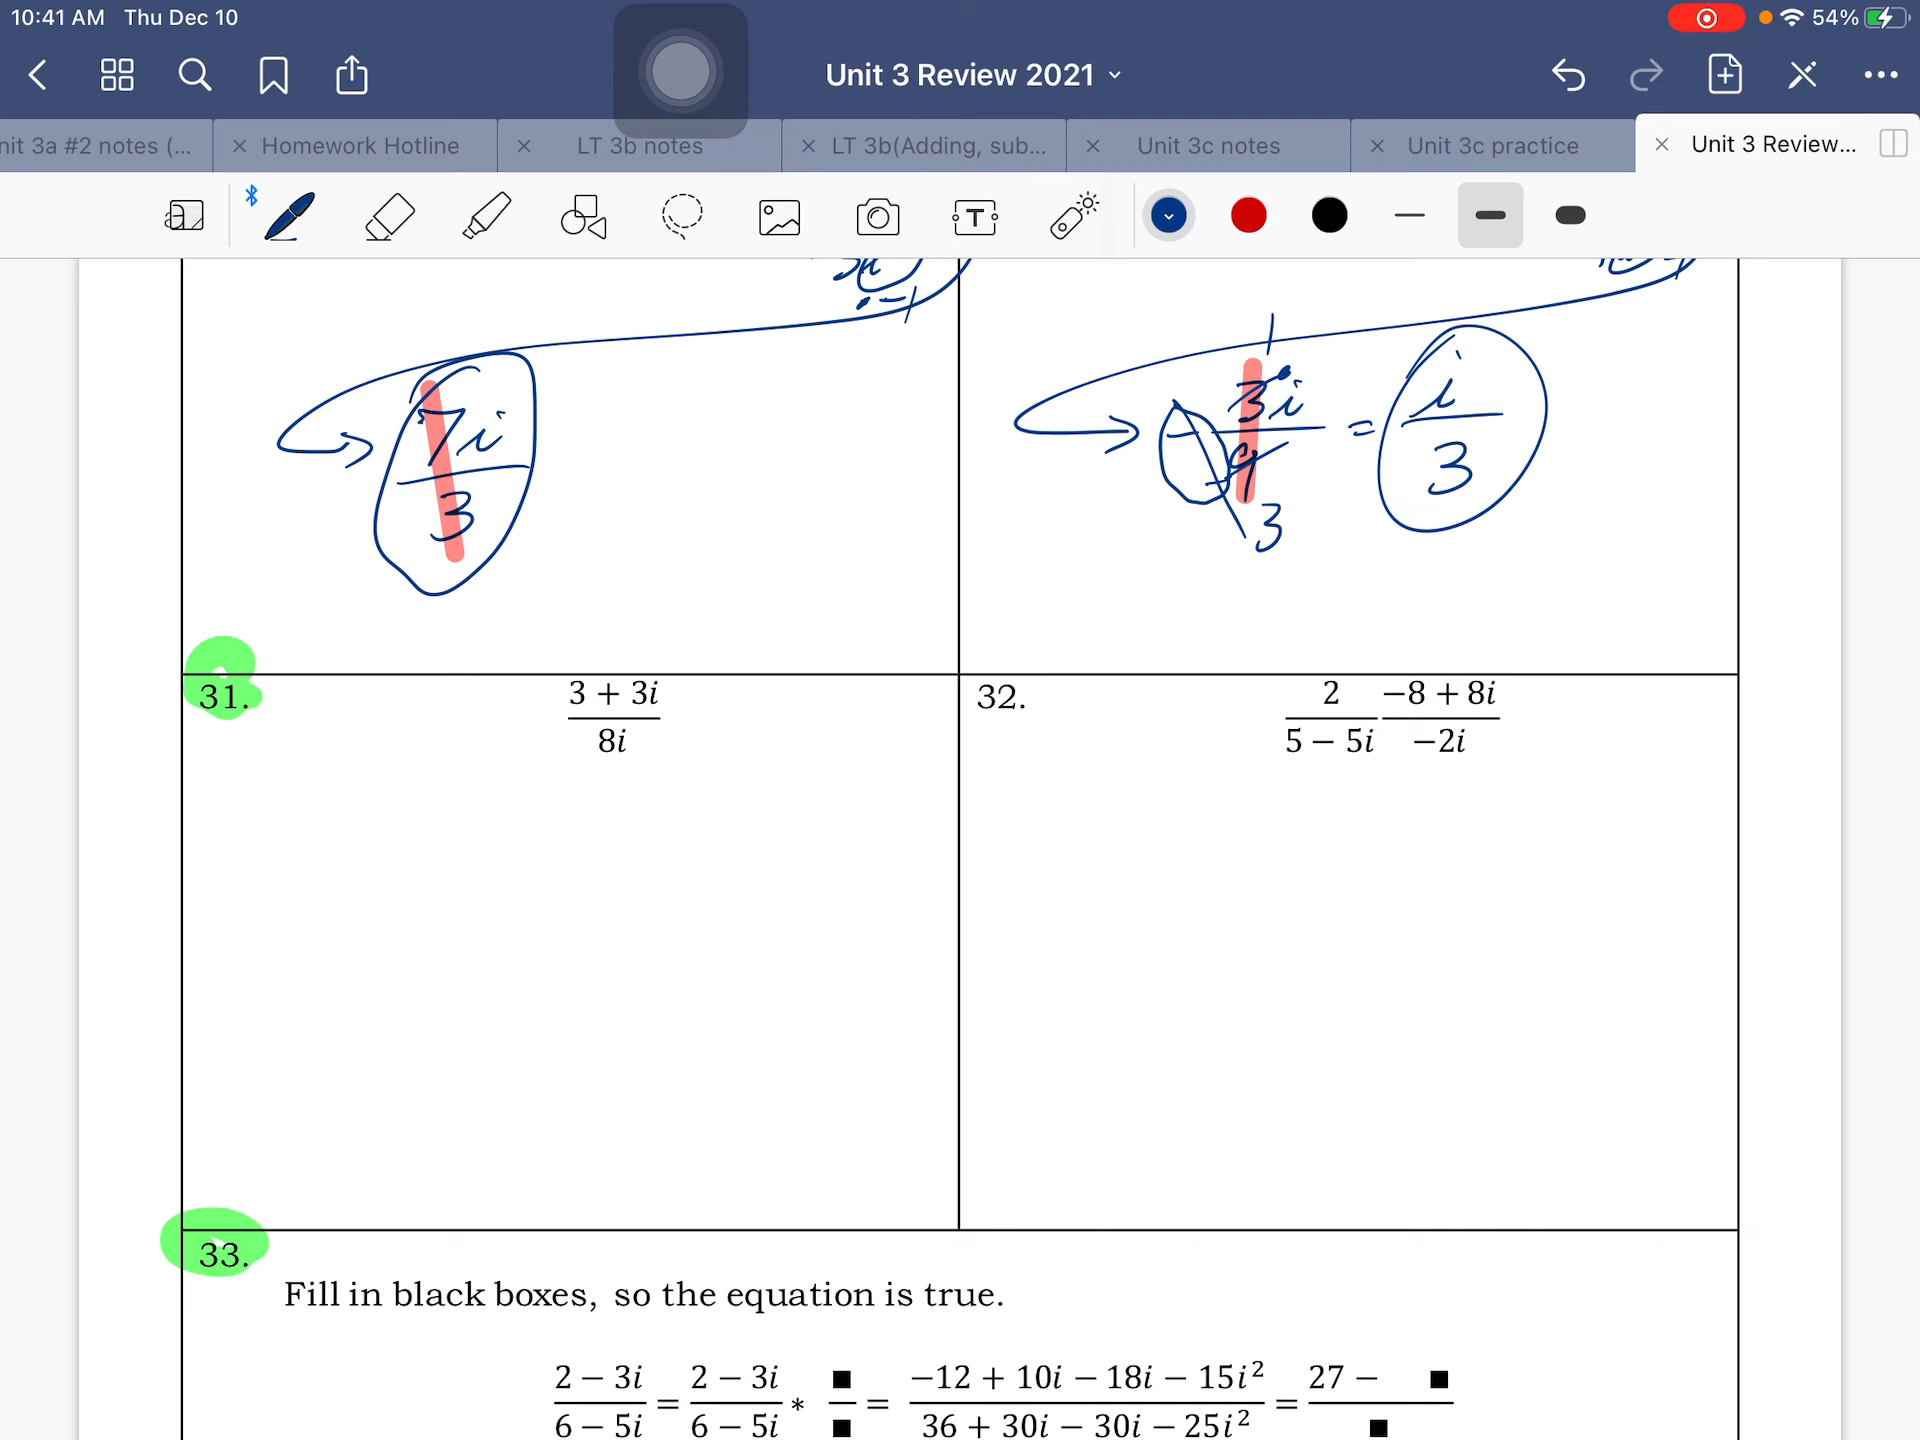 10:41 AM Thu Dec 10 54%
Unit 3 Review 2021
nit 3a #2 notes (... Homework Hotline LT 3b notes LT 3b(Adding, sub... Unit 3c notes Unit 3c practice Unit 3 Review...
-1
7i/3
1
-3i/-9 = i/3
3
31. (3 + 3i)/(8i)
32. 2/(5 − 5i) (−8 + 8i)/(−2i)
33.
Fill in black boxes, so the equation is true.
(2 − 3i)/(6 − 5i) = (2 − 3i)/(6 − 5i) * ■/■ = (−12 + 10i − 18i − 15i²)/(36 + 30i − 30i − 25i²) = (27 − ■)/■